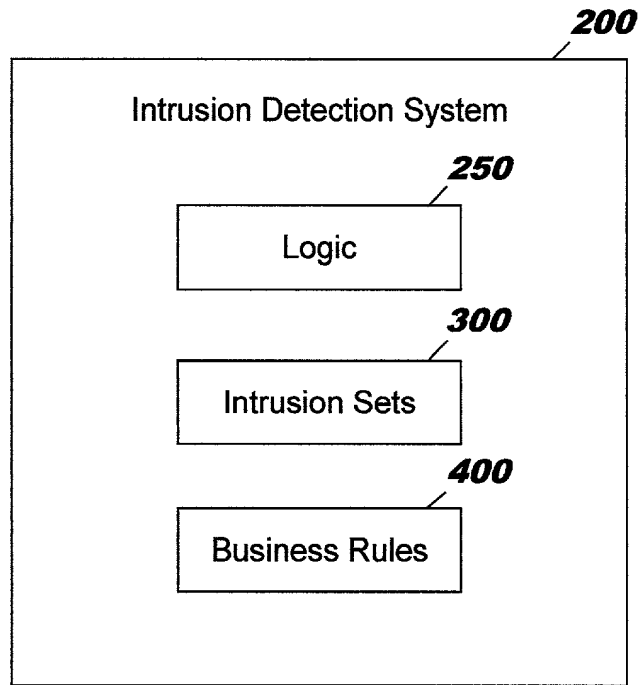 200
Intrusion Detection System
250
Logic
300
Intrusion Sets
400
Business Rules